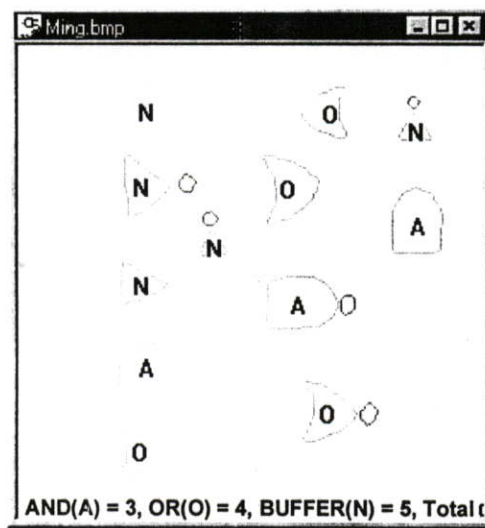 Ming.bmp
N
O
N
N
O
A
N
N
A
A
O
O
AND(A) = 3, OR(O) = 4, BUFFER(N) = 5, Total